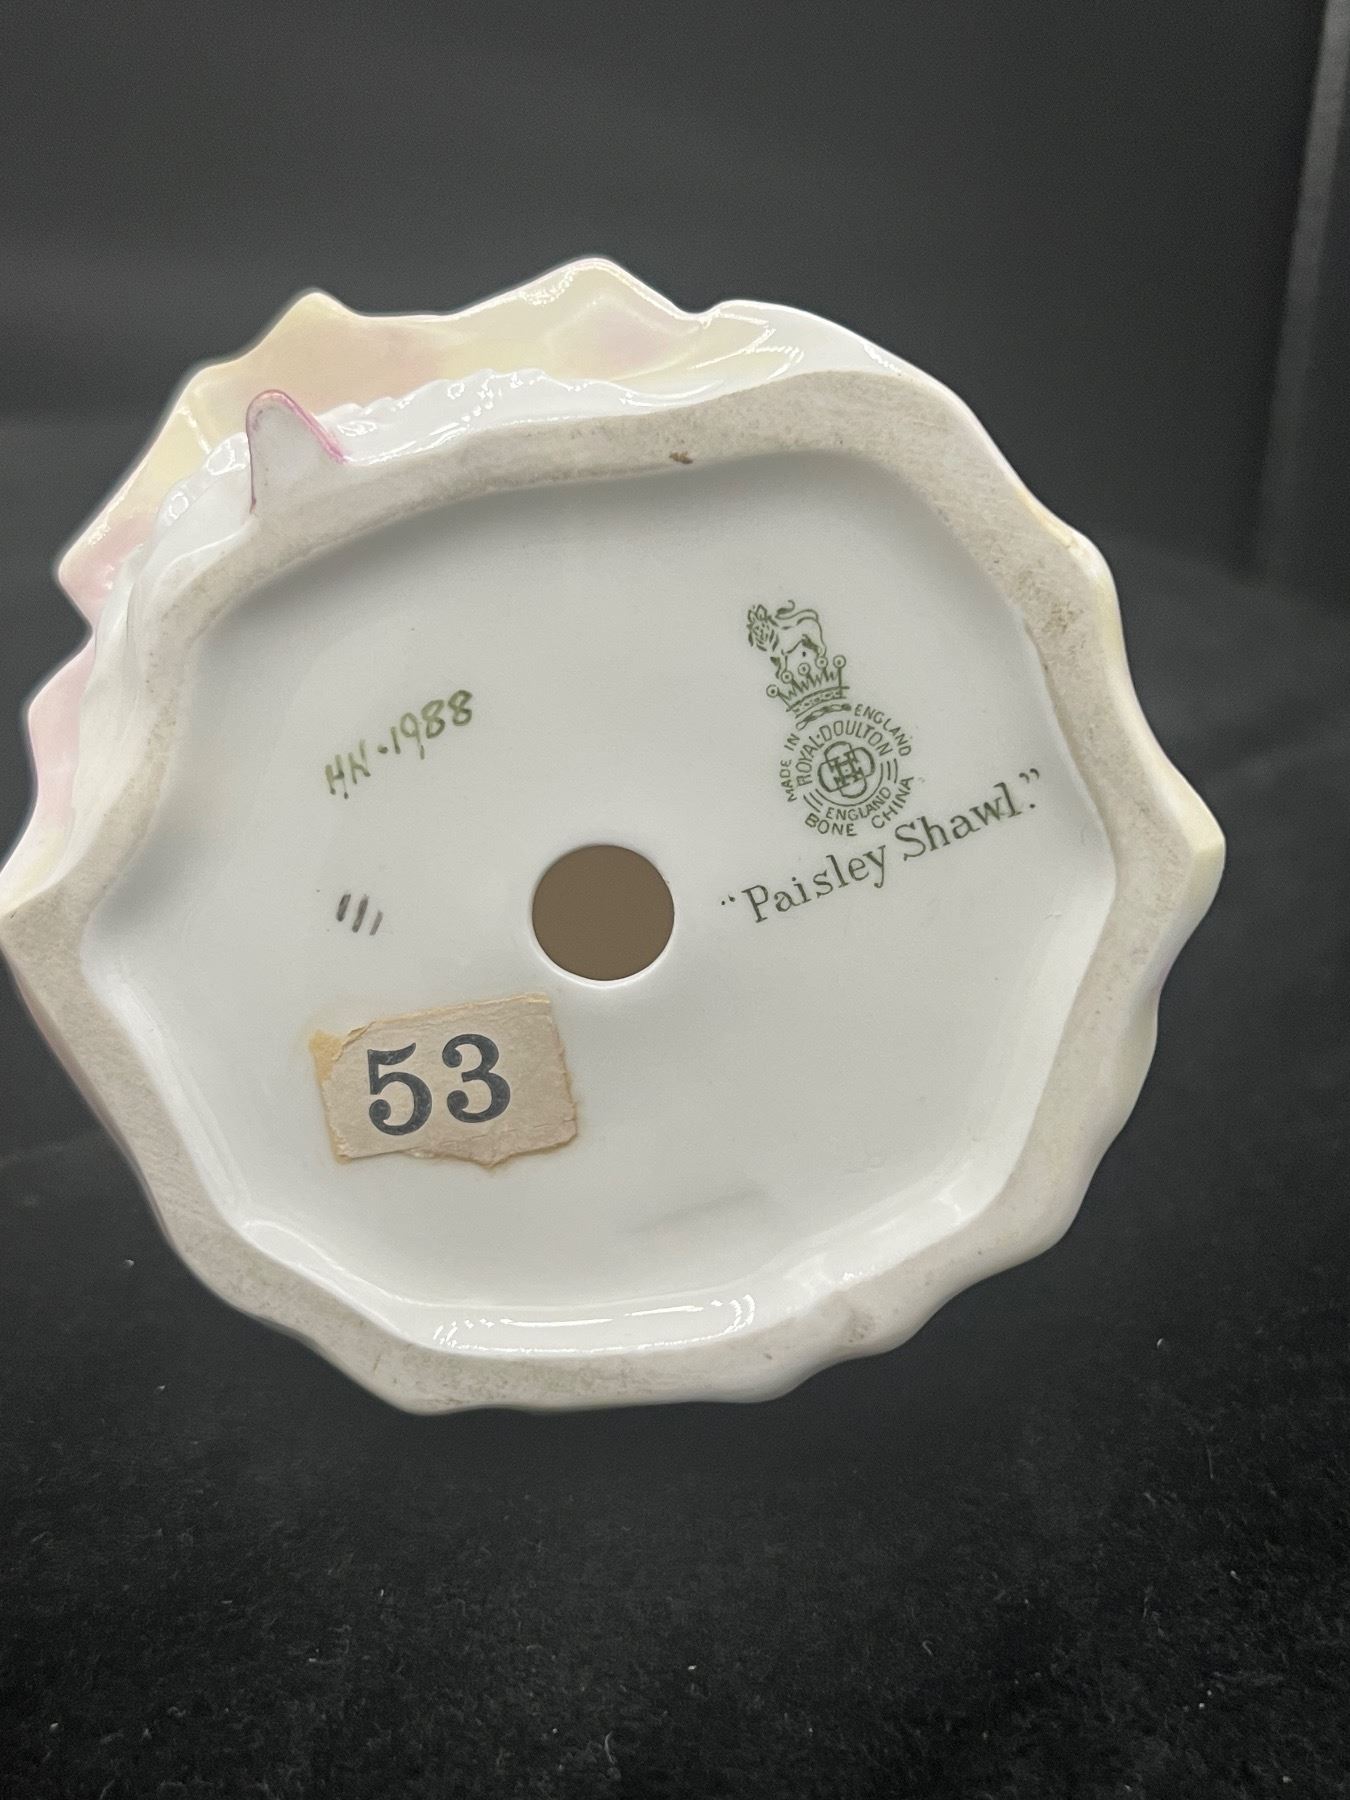 HN·1988
MADE IN ENGLAND
ROYAL·DOULTON
ENGLAND
BONE CHINA
"Paisley Shawl."
53